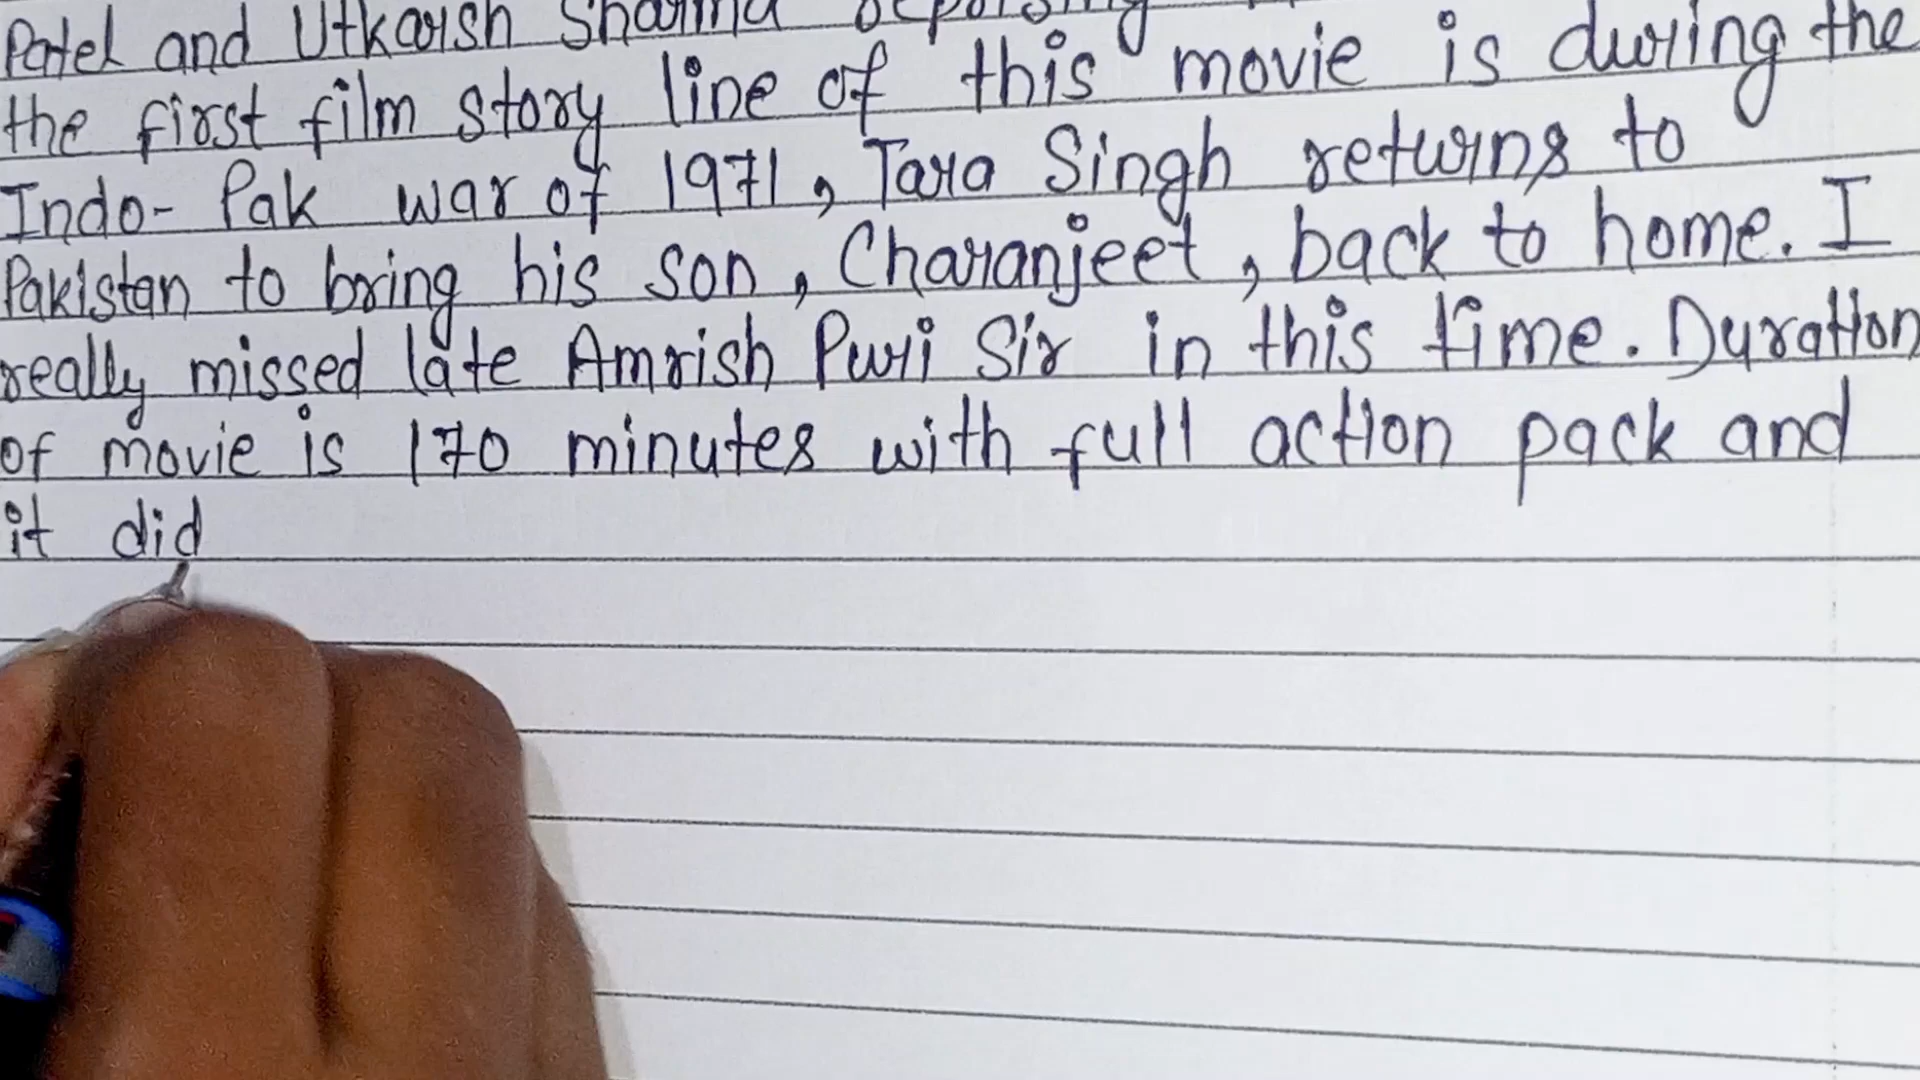 Patel and Utkarsh Sharma
the first film story line of this movie is during the
Indo- Pak war of 1971, Tara Singh returns to
Pakistan to bring his son, Charanjeet, back to home. I
really missed late Amrish Puri Sir in this time. Duration
of movie is 170 minutes with full action pack and
it did